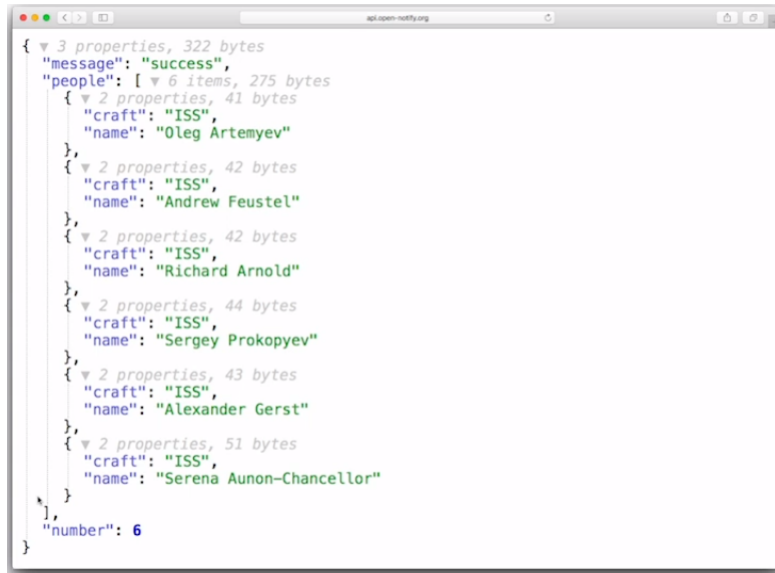 api.open-notify.org
{ ▼ 3 properties, 322 bytes
"message": "success",
"people": [ ▼ 6 items, 275 bytes
{ ▼ 2 properties, 41 bytes
"craft": "ISS",
"name": "Oleg Artemyev"
},
{ ▼ 2 properties, 42 bytes
"craft": "ISS",
"name": "Andrew Feustel"
},
{ ▼ 2 properties, 42 bytes
"craft": "ISS",
"name": "Richard Arnold"
},
{ ▼ 2 properties, 44 bytes
"craft": "ISS",
"name": "Sergey Prokopyev"
},
{ ▼ 2 properties, 43 bytes
"craft": "ISS",
"name": "Alexander Gerst"
},
{ ▼ 2 properties, 51 bytes
"craft": "ISS",
"name": "Serena Aunon-Chancellor"
}
],
"number": 6
}